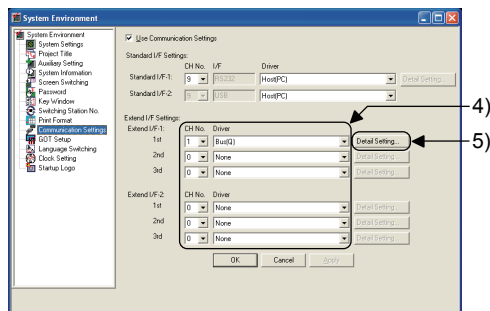 System Environment
System Environment
System Settings
Project Title
Auxiliary Setting
System Information
Screen Switching
Password
Key Window
Switching Station No.
Print Format
Communication Settings
GOT Setup
Language Switching
Clock Setting
Startup Logo
Use Communication Settings
Standard I/F Settings:
CH No. I/F Driver
Standard I/F-1: 9 RS232 Host(PC) Detail Setting...
Standard I/F-2: 9 USB Host(PC)
Extend I/F Settings:
Extend I/F-1: CH No. Driver
1st 1 Bus(Q) Detail Setting...
2nd 0 None Detail Setting...
3rd 0 None Detail Setting...
Extend I/F-2: CH No. Driver
1st 0 None Detail Setting...
2nd 0 None Detail Setting...
3rd 0 None Detail Setting...
OK Cancel Apply
4)
5)